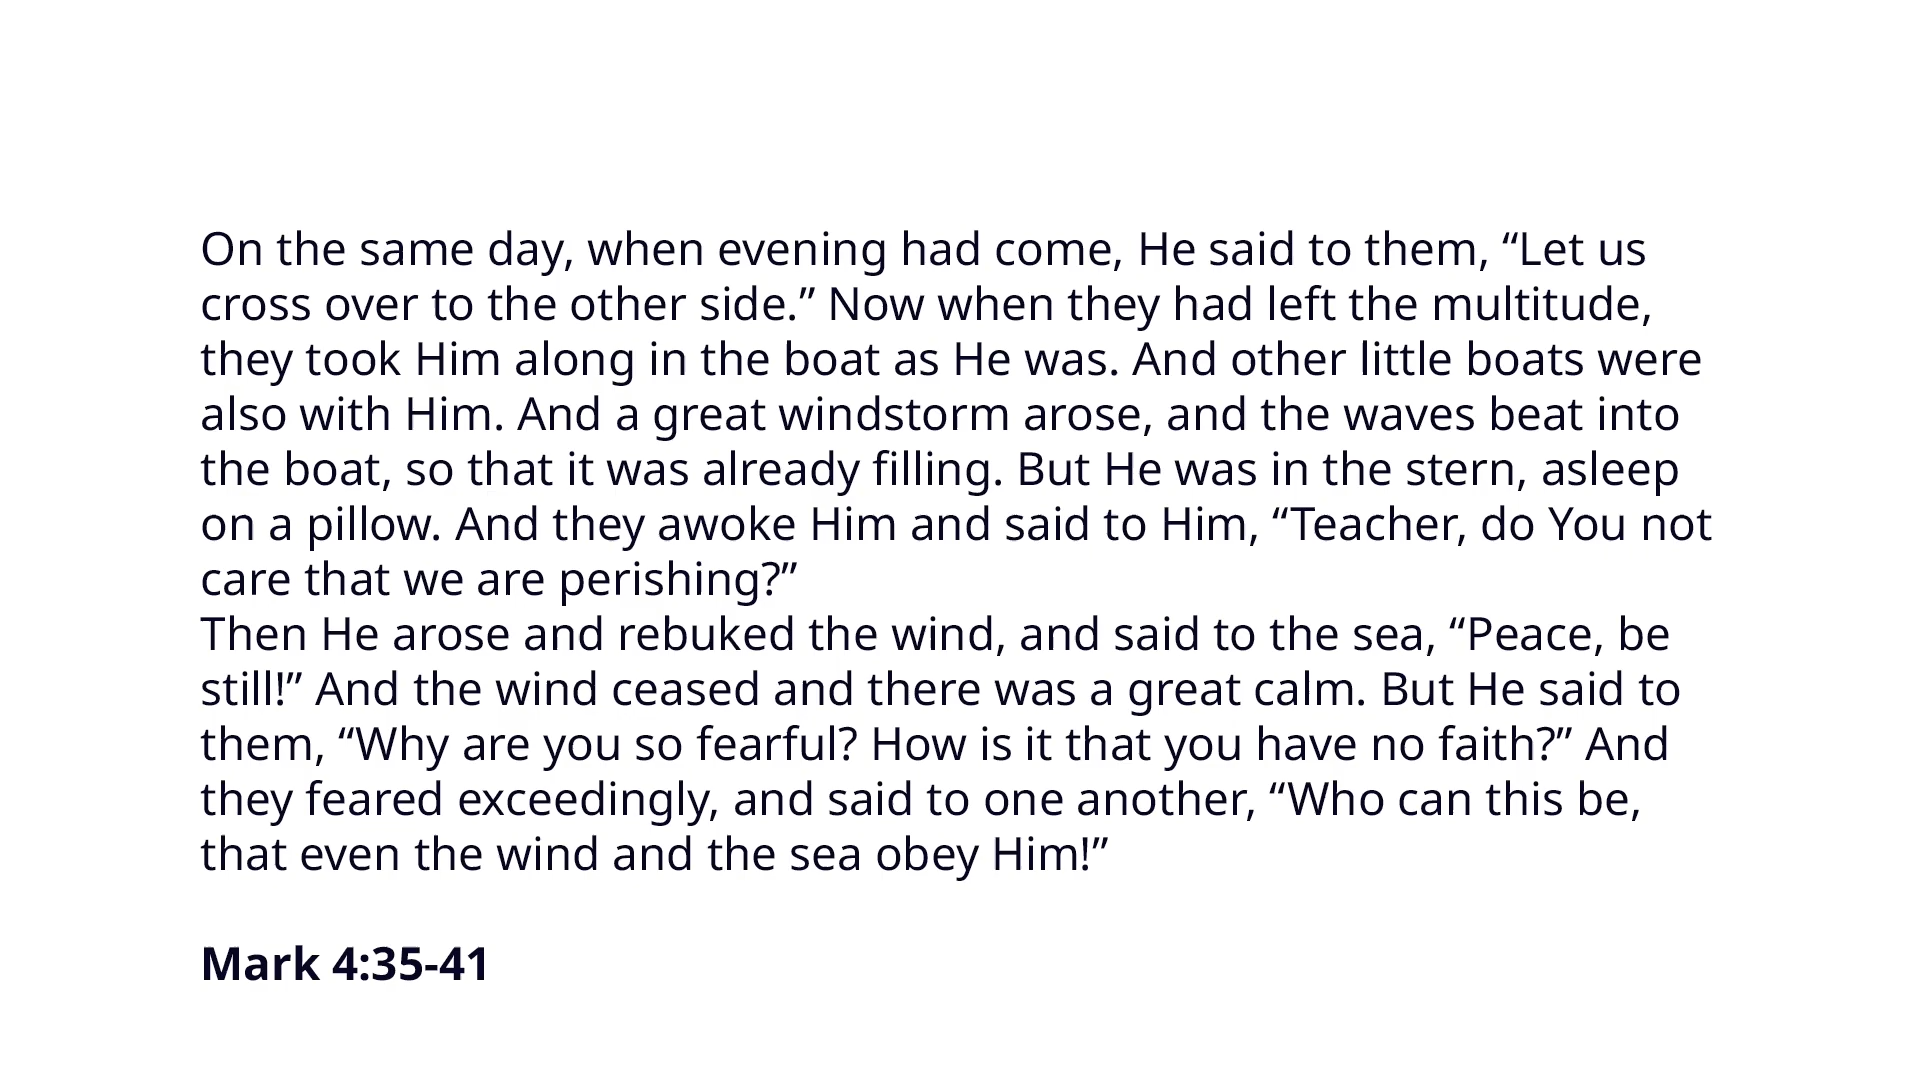 On the same day, when evening had come, He said to them, “Let us
cross over to the other side.” Now when they had left the multitude,
they took Him along in the boat as He was. And other little boats were
also with Him. And a great windstorm arose, and the waves beat into
the boat, so that it was already filling. But He was in the stern, asleep
on a pillow. And they awoke Him and said to Him, “Teacher, do You not
care that we are perishing?”
Then He arose and rebuked the wind, and said to the sea, “Peace, be
still!” And the wind ceased and there was a great calm. But He said to
them, “Why are you so fearful? How is it that you have no faith?” And
they feared exceedingly, and said to one another, “Who can this be,
that even the wind and the sea obey Him!”
Mark 4:35-41